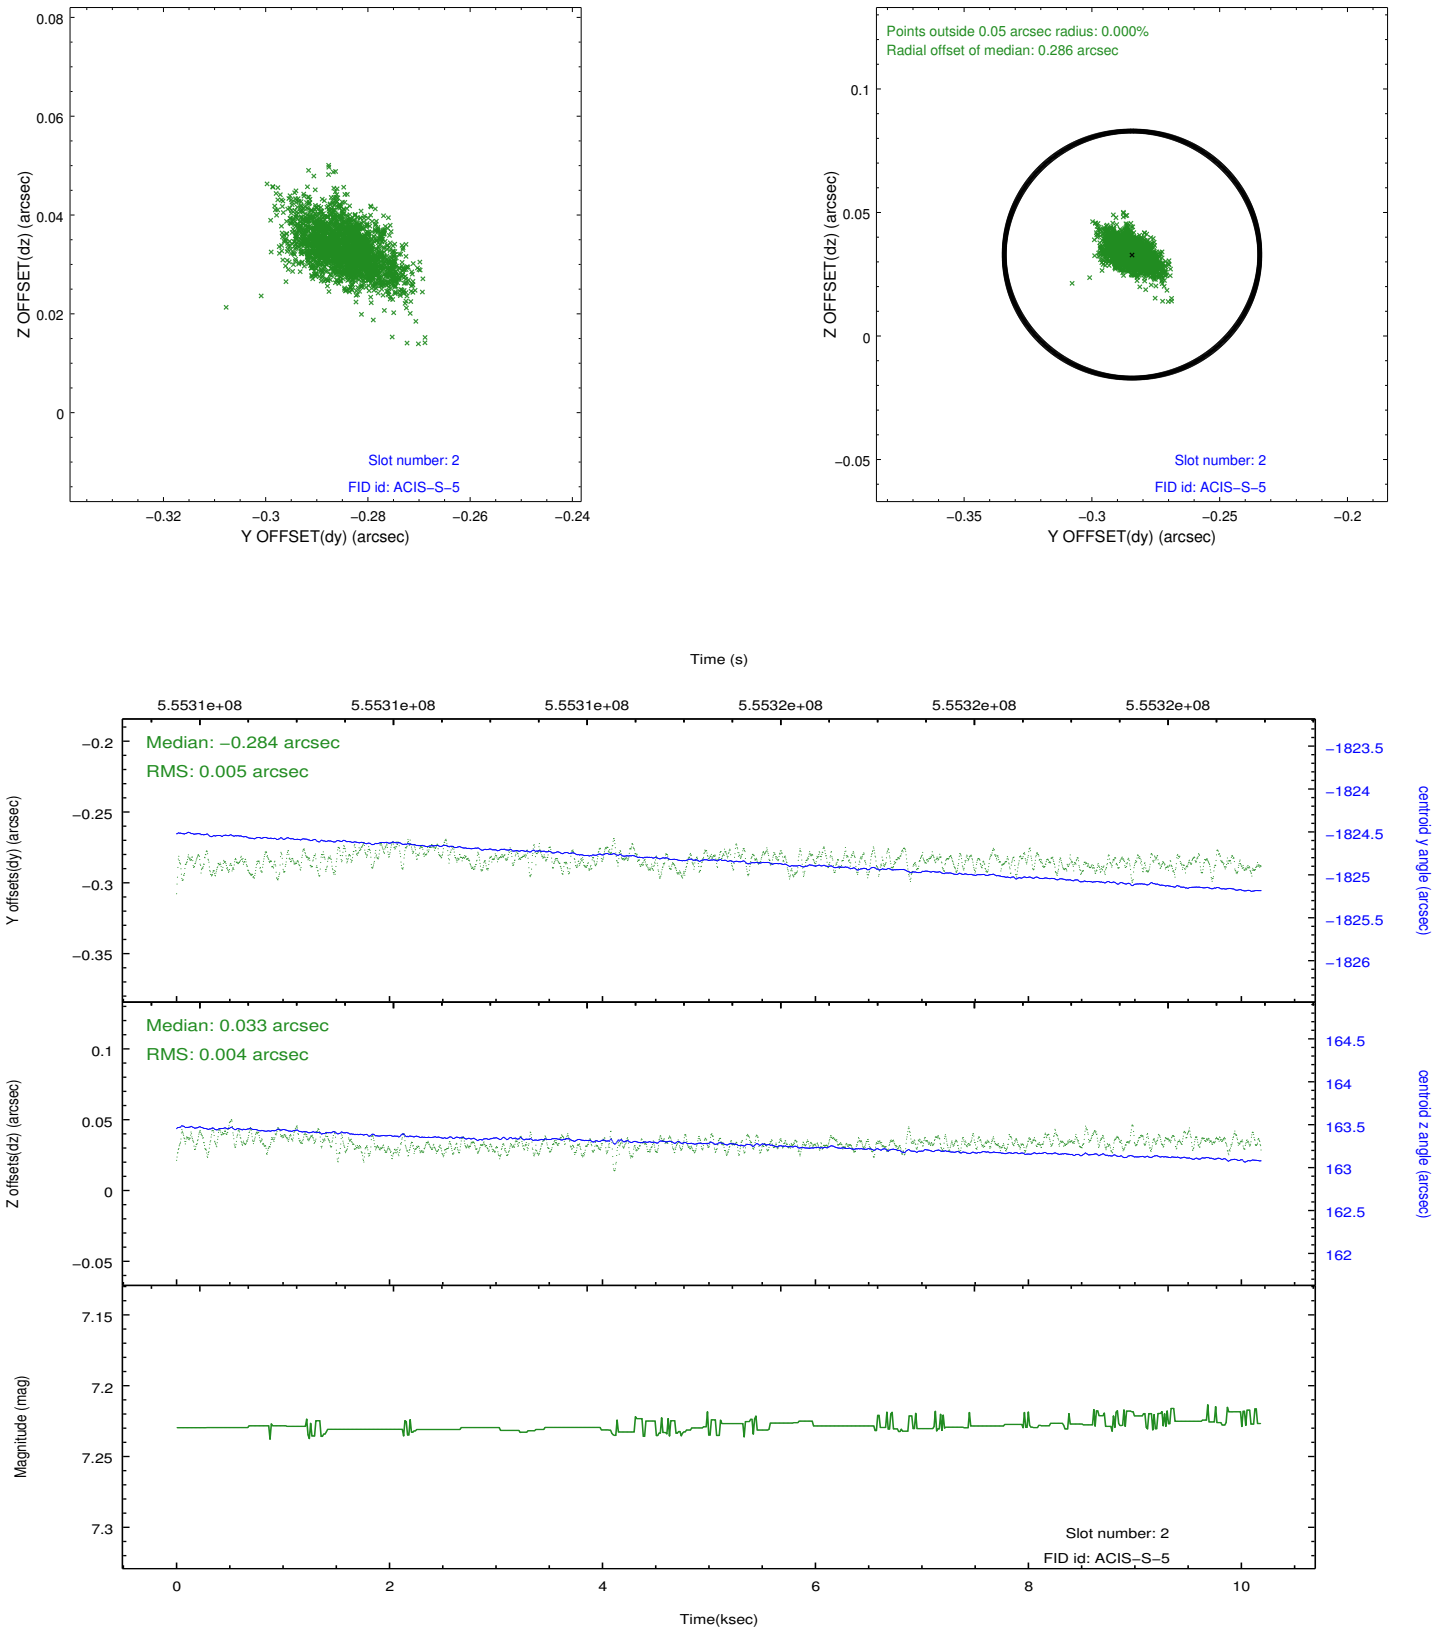 0.08
0.06
0.04
0.02
0
Z OFFSET(dz) (arcsec)
Slot number: 2
FID id: ACIS−S−5
−0.32
−0.3
−0.28
−0.26
−0.24
Y OFFSET(dy) (arcsec)
Points outside 0.05 arcsec radius: 0.000%
Radial offset of median: 0.286 arcsec
0.1
0.05
0
−0.05
Z OFFSET(dz) (arcsec)
Slot number: 2
FID id: ACIS−S−5
−0.35
−0.3
−0.25
−0.2
Y OFFSET(dy) (arcsec)
Time (s)
5.5531e+08
5.5531e+08
5.5531e+08
5.5532e+08
5.5532e+08
5.5532e+08
Median: −0.284 arcsec
RMS: 0.005 arcsec
−0.2
−0.25
−0.3
−0.35
Y offsets(dy) (arcsec)
−1823.5
−1824
−1824.5
−1825
−1825.5
−1826
centroid y angle (arcsec)
Median: 0.033 arcsec
RMS: 0.004 arcsec
0.1
0.05
0
−0.05
Z offsets(dz) (arcsec)
164.5
164
163.5
163
162.5
162
centroid z angle (arcsec)
7.15
7.2
7.25
7.3
Magnitude (mag)
Slot number: 2
FID id: ACIS−S−5
0
2
4
6
8
10
Time(ksec)